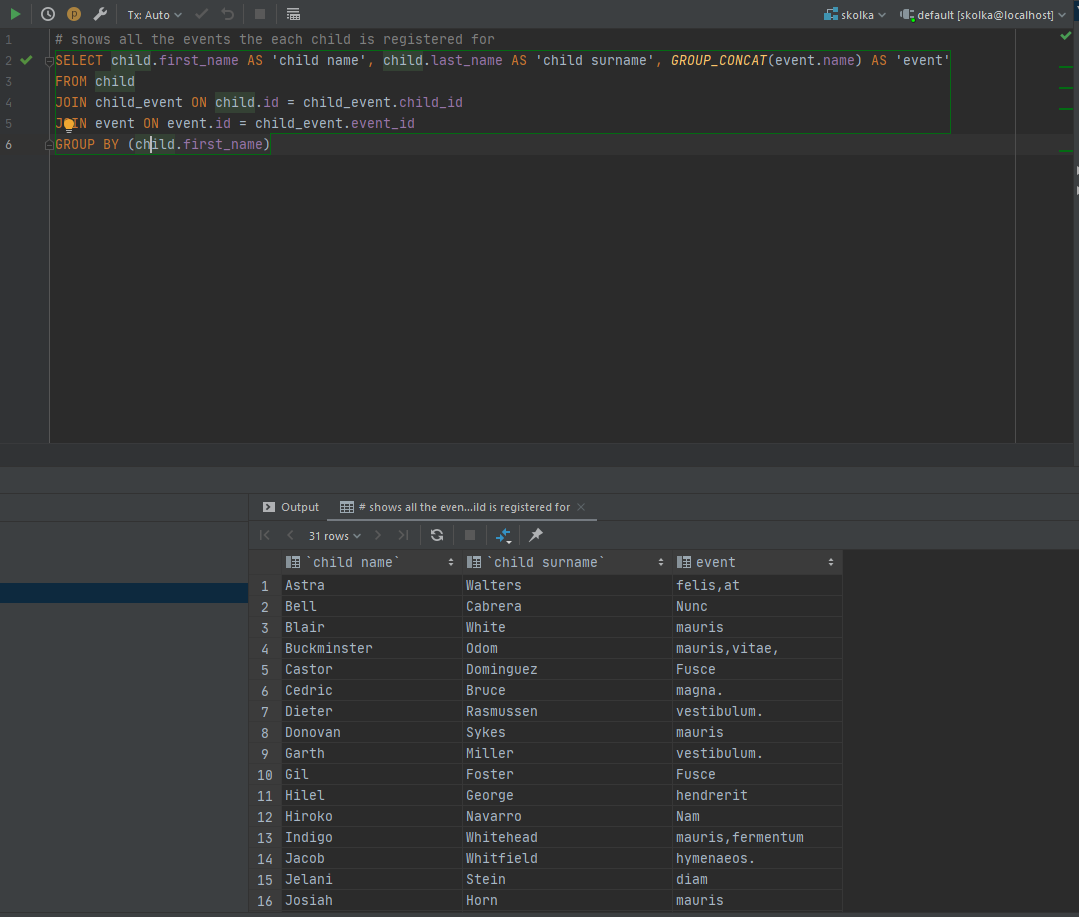 Tx: Auto
skolka
default [skolka@localhost]
1 # shows all the events the each child is registered for
2 SELECT child.first_name AS 'child name', child.last_name AS 'child surname', GROUP_CONCAT(event.name) AS 'event'
3 FROM child
4 JOIN child_event ON child.id = child_event.child_id
5 JOIN event ON event.id = child_event.event_id
6 GROUP BY (child.first_name)
Output
# shows all the even...ild is registered for
31 rows
`child name` `child surname` event
1 Astra Walters felis,at
2 Bell Cabrera Nunc
3 Blair White mauris
4 Buckminster Odom mauris,vitae,
5 Castor Dominguez Fusce
6 Cedric Bruce magna.
7 Dieter Rasmussen vestibulum.
8 Donovan Sykes mauris
9 Garth Miller vestibulum.
10 Gil Foster Fusce
11 Hilel George hendrerit
12 Hiroko Navarro Nam
13 Indigo Whitehead mauris,fermentum
14 Jacob Whitfield hymenaeos.
15 Jelani Stein diam
16 Josiah Horn mauris